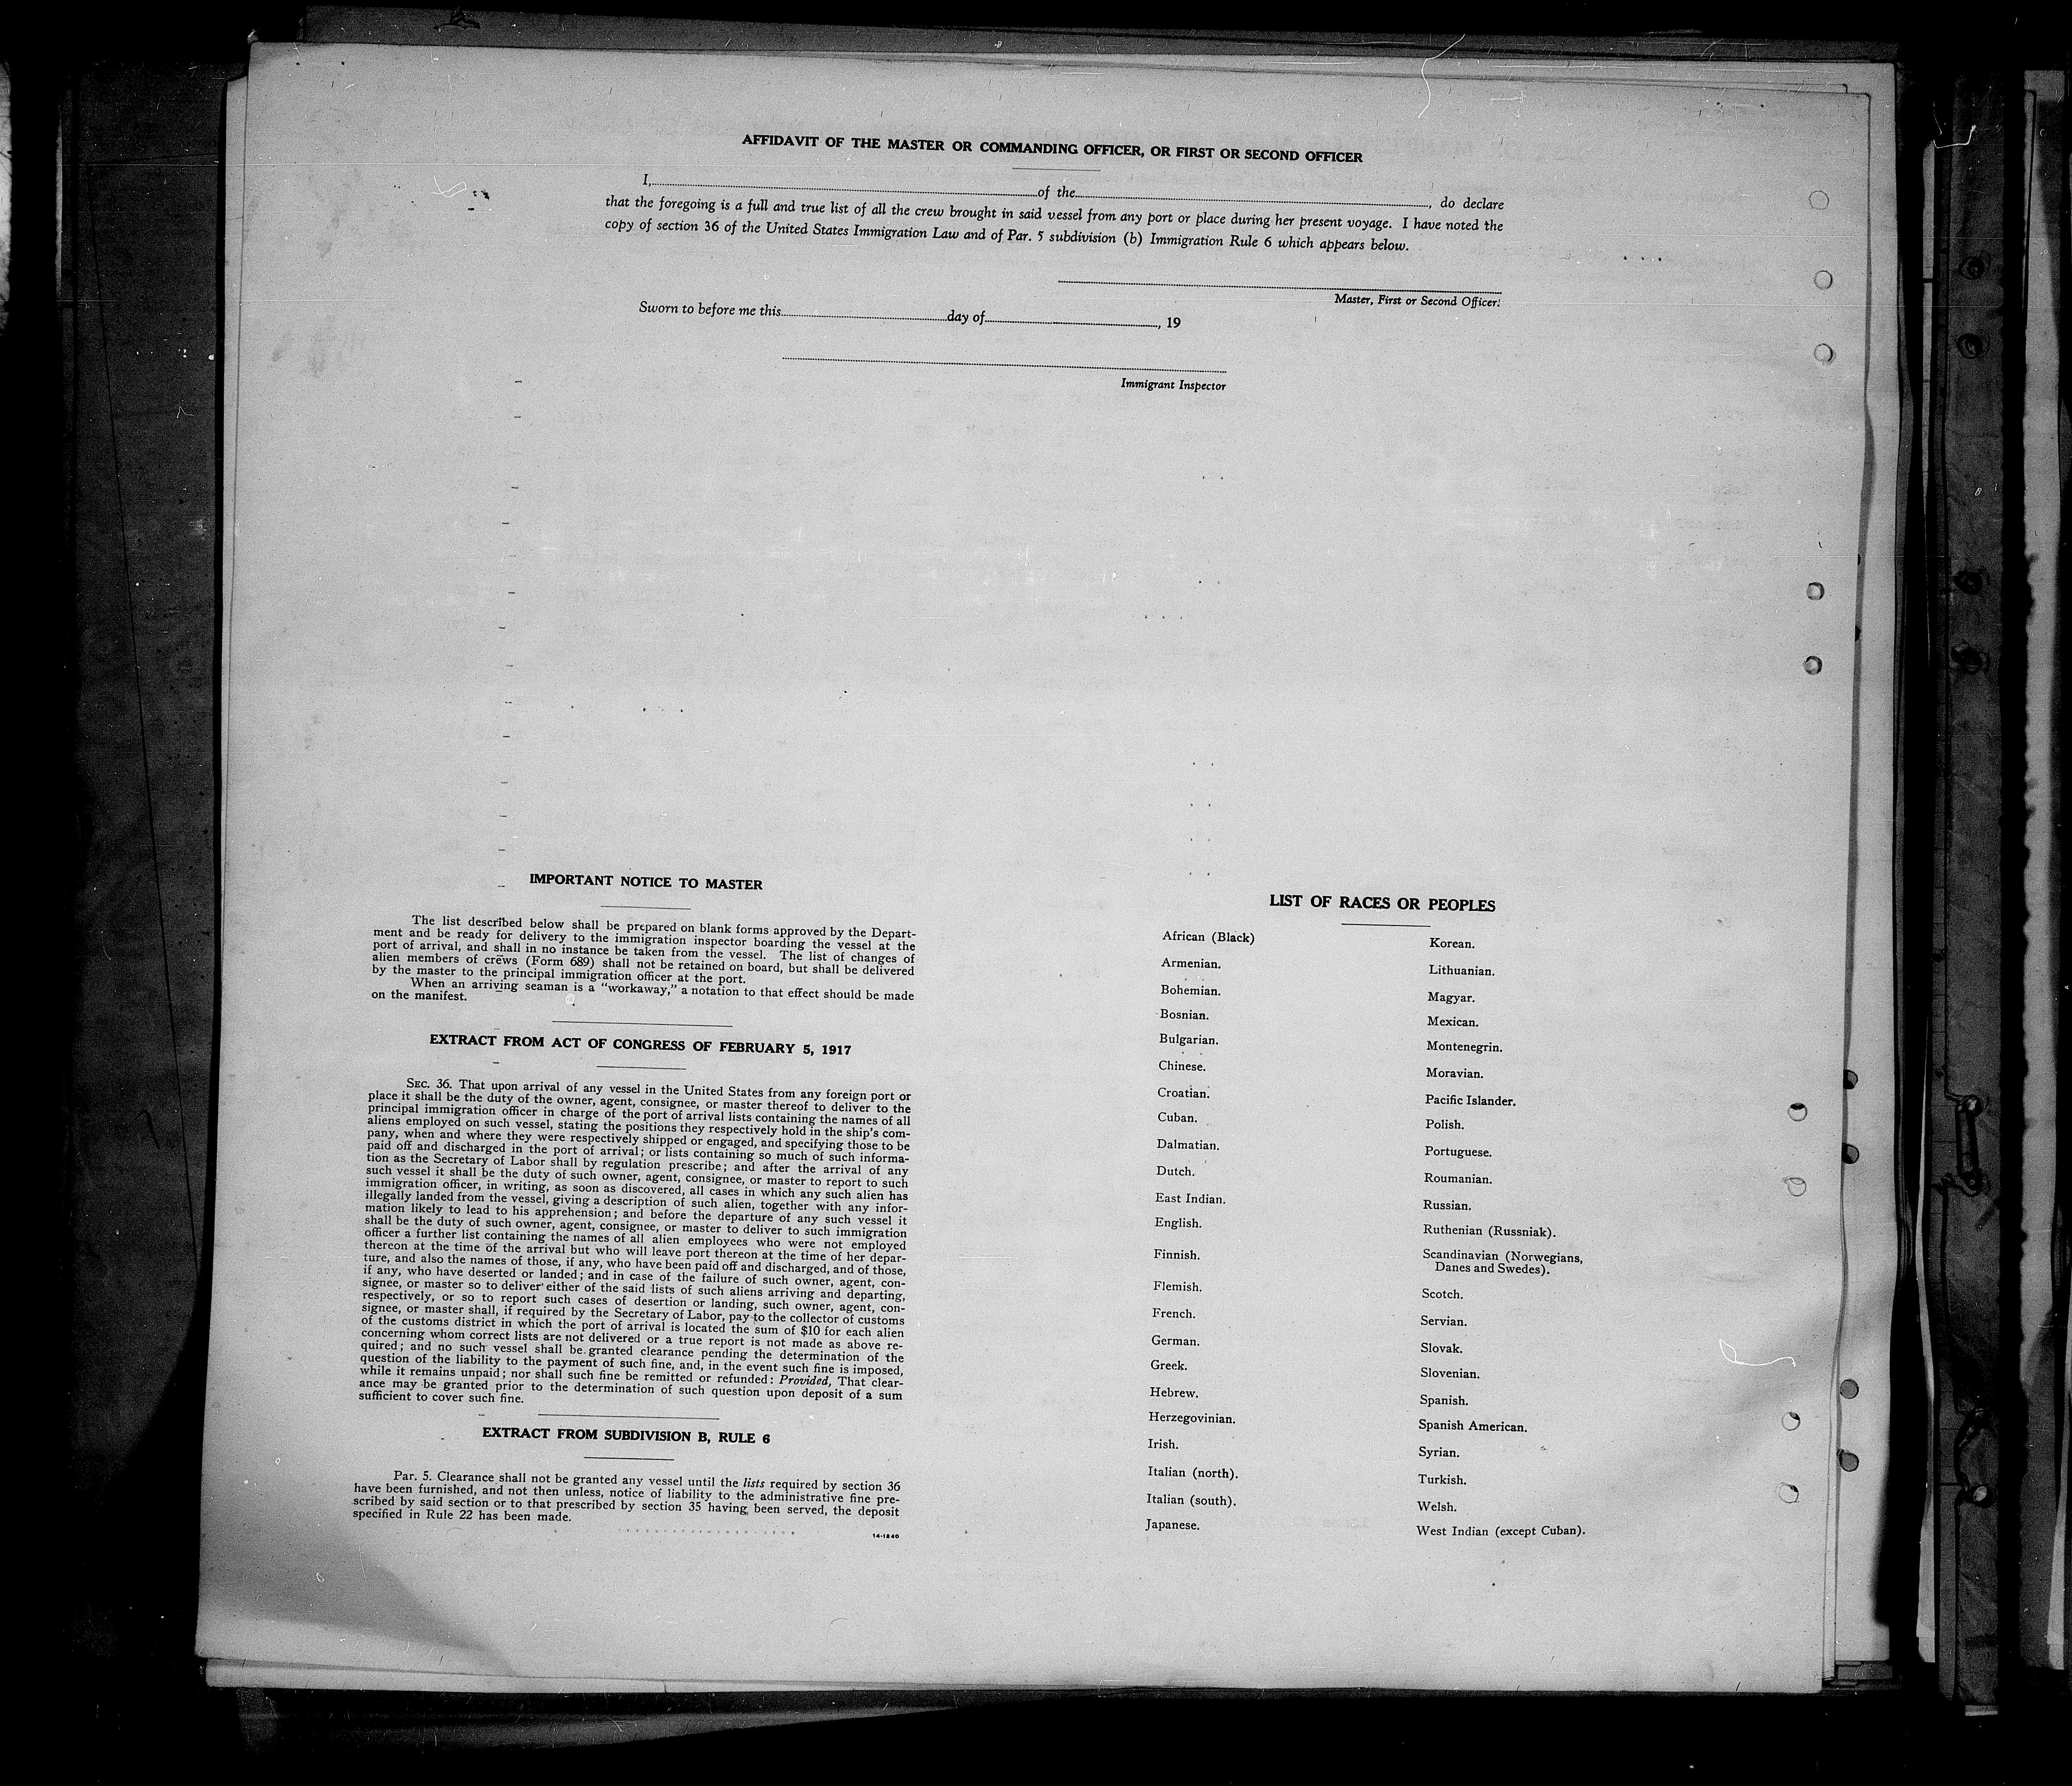 AFFIDAVIT OF THE MASTER OR COMMANDING OFFICER, OR FIRST OR SECOND OFFICER
I, of the , do declare
that the foregoing is a full and true list of all the crew brought in said vessel from any port or place during her present voyage. I have noted the
copy of section 36 of the United States Immigration Law and of Par. 5 subdivision (b) Immigration Rule 6 which appears below.
Master, First or Second Officer.
Sworn to before me this day of , 19
Immigrant Inspector
IMPORTANT NOTICE TO MASTER
The list described below shall be prepared on blank forms approved by the Depart-
ment and be ready for delivery to the immigration inspector boarding the vessel at the
port of arrival, and shall in no instance be taken from the vessel. The list of changes of
alien members of crews (Form 689) shall not be retained on board, but shall be delivered
by the master to the principal immigration officer at the port.
When an arriving seaman is a "workaway," a notation to that effect should be made
on the manifest.
EXTRACT FROM ACT OF CONGRESS OF FEBRUARY 5, 1917
SEC. 36. That upon arrival of any vessel in the United States from any foreign port or
place it shall be the duty of the owner, agent, consignee, or master thereof to deliver to the
principal immigration officer in charge of the port of arrival lists containing the names of all
aliens employed on such vessel, stating the positions they respectively hold in the ship's com-
pany, when and where they were respectively shipped or engaged, and specifying those to be
paid off and discharged in the port of arrival; or lists containing so much of such informa-
tion as the Secretary of Labor shall by regulation prescribe; and after the arrival of any
such vessel it shall be the duty of such owner, agent, consignee, or master to report to such
immigration officer, in writing, as soon as discovered, all cases in which any such alien has
illegally landed from the vessel, giving a description of such alien, together with any infor-
mation likely to lead to his apprehension; and before the departure of any such vessel it
shall be the duty of such owner, agent, consignee, or master to deliver to such immigration
officer a further list containing the names of all alien employees who were not employed
thereon at the time of the arrival but who will leave port thereon at the time of her depar-
ture, and also the names of those, if any, who have been paid off and discharged, and of those,
if any, who have deserted or landed; and in case of the failure of such owner, agent, con-
signee, or master so to deliver either of the said lists of such aliens arriving and departing,
respectively, or so to report such cases of desertion or landing, such owner, agent, con-
signee, or master shall, if required by the Secretary of Labor, pay to the collector of customs
of the customs district in which the port of arrival is located the sum of $10 for each alien
concerning whom correct lists are not delivered or a true report is not made as above re-
quired; and no such vessel shall be granted clearance pending the determination of the
question of the liability to the payment of such fine, and, in the event such fine is imposed,
while it remains unpaid; nor shall such fine be remitted or refunded: Provided, That clear-
ance may be granted prior to the determination of such question upon deposit of a sum
sufficient to cover such fine.
EXTRACT FROM SUBDIVISION B, RULE 6
Par. 5. Clearance shall not be granted any vessel until the lists required by section 36
have been furnished, and not then unless, notice of liability to the administrative fine pre-
scribed by said section or to that prescribed by section 35 having been served, the deposit
specified in Rule 22 has been made.
14-1240
LIST OF RACES OR PEOPLES
African (Black)
Armenian.
Bohemian.
Bosnian.
Bulgarian.
Chinese.
Croatian.
Cuban.
Dalmatian.
Dutch.
East Indian.
English.
Finnish.
Flemish.
French.
German.
Greek.
Hebrew.
Herzegovinian.
Irish.
Italian (north).
Italian (south).
Japanese.
Korean.
Lithuanian.
Magyar.
Mexican.
Montenegrin.
Moravian.
Pacific Islander.
Polish.
Portuguese.
Roumanian.
Russian.
Ruthenian (Russniak).
Scandinavian (Norwegians,
Danes and Swedes).
Scotch.
Servian.
Slovak.
Slovenian.
Spanish.
Spanish American.
Syrian.
Turkish.
Welsh.
West Indian (except Cuban).